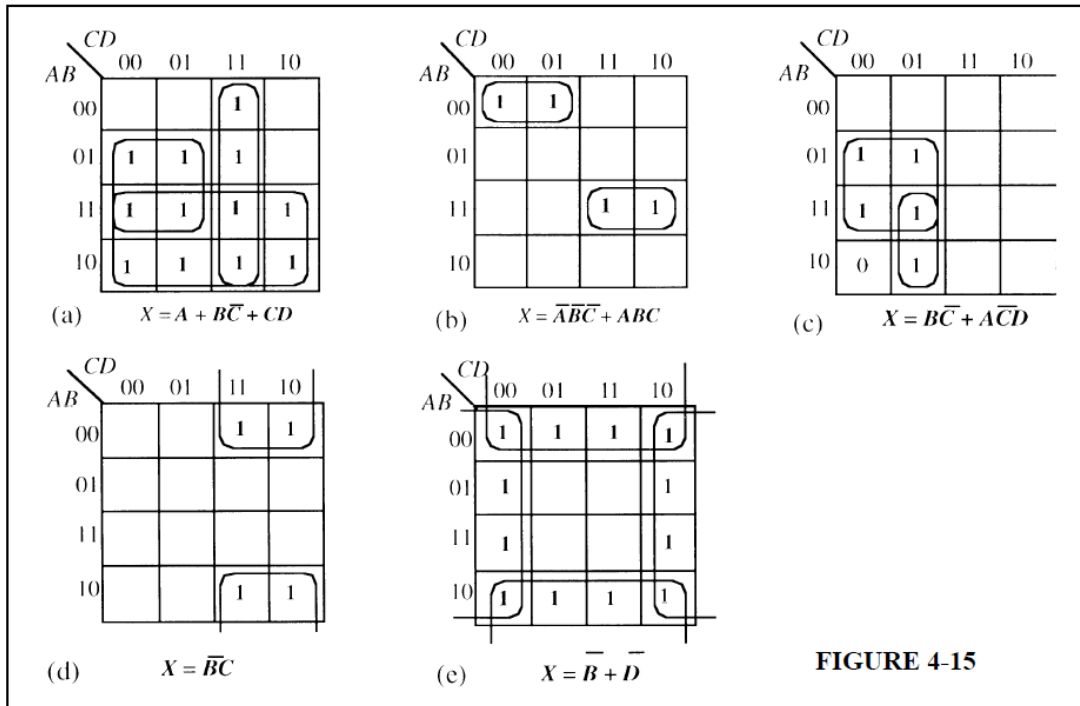 CD
AB 00 01 11 10
00 1
01 1 1 1
11 1 1 1 1
10 1 1 1 1
(a) X = A + BC̅ + CD
CD
AB 00 01 11 10
00 1 1
01
11 1 1
10
(b) X = A̅B̅C̅ + ABC
CD
AB 00 01 11 10
00
01 1 1
11 1 1
10 0 1
(c) X = BC̅ + AC̅D
CD
AB 00 01 11 10
00 1 1
01
11
10 1 1
(d) X = B̅C
CD
AB 00 01 11 10
00 1 1 1 1
01 1 1
11 1 1
10 1 1 1 1
(e) X = B̅ + D̅
FIGURE 4-15